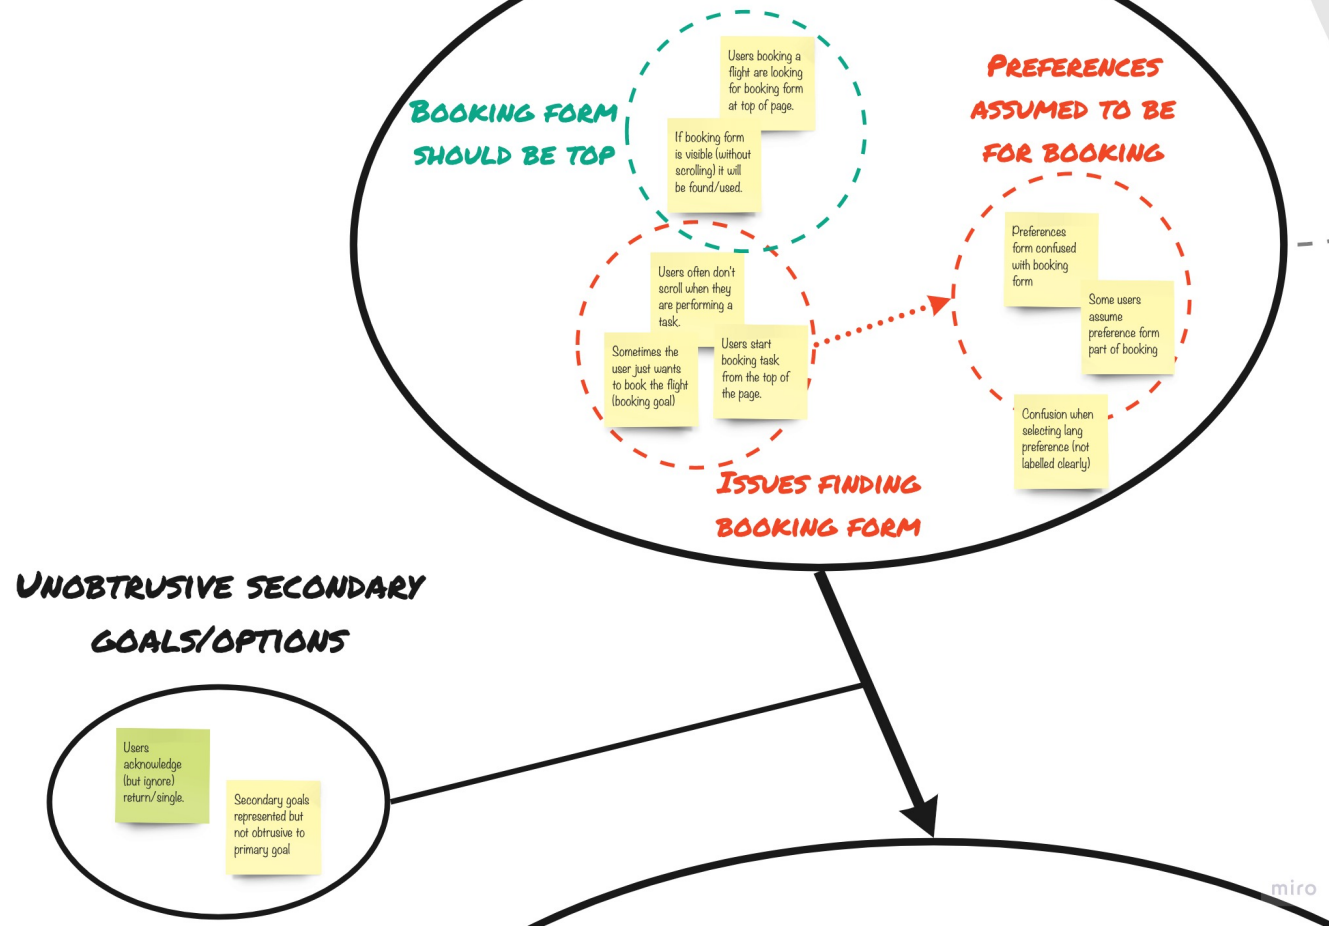 BOOKING FORM
SHOULD BE TOP
Users booking a
flight are looking
for booking form
at top of page.
If booking form
is visible (without
scrolling) it will
be found/used.
PREFERENCES
ASSUMED TO BE
FOR BOOKING
Preferences
form confused
with booking
form
Some users
assume
preference form
part of booking
Confusion when
selecting lang
preference (not
labelled clearly)
Users often don't
scroll when they
are performing a
task.
Sometimes the
user just wants
to book the flight
(booking goal)
Users start
booking task
from the top of
the page.
ISSUES FINDING
BOOKING FORM
UNOBTRUSIVE SECONDARY
GOALS/OPTIONS
Users
acknowledge
(but ignore)
return/single.
Secondary goals
represented but
not obtrusive to
primary goal
miro